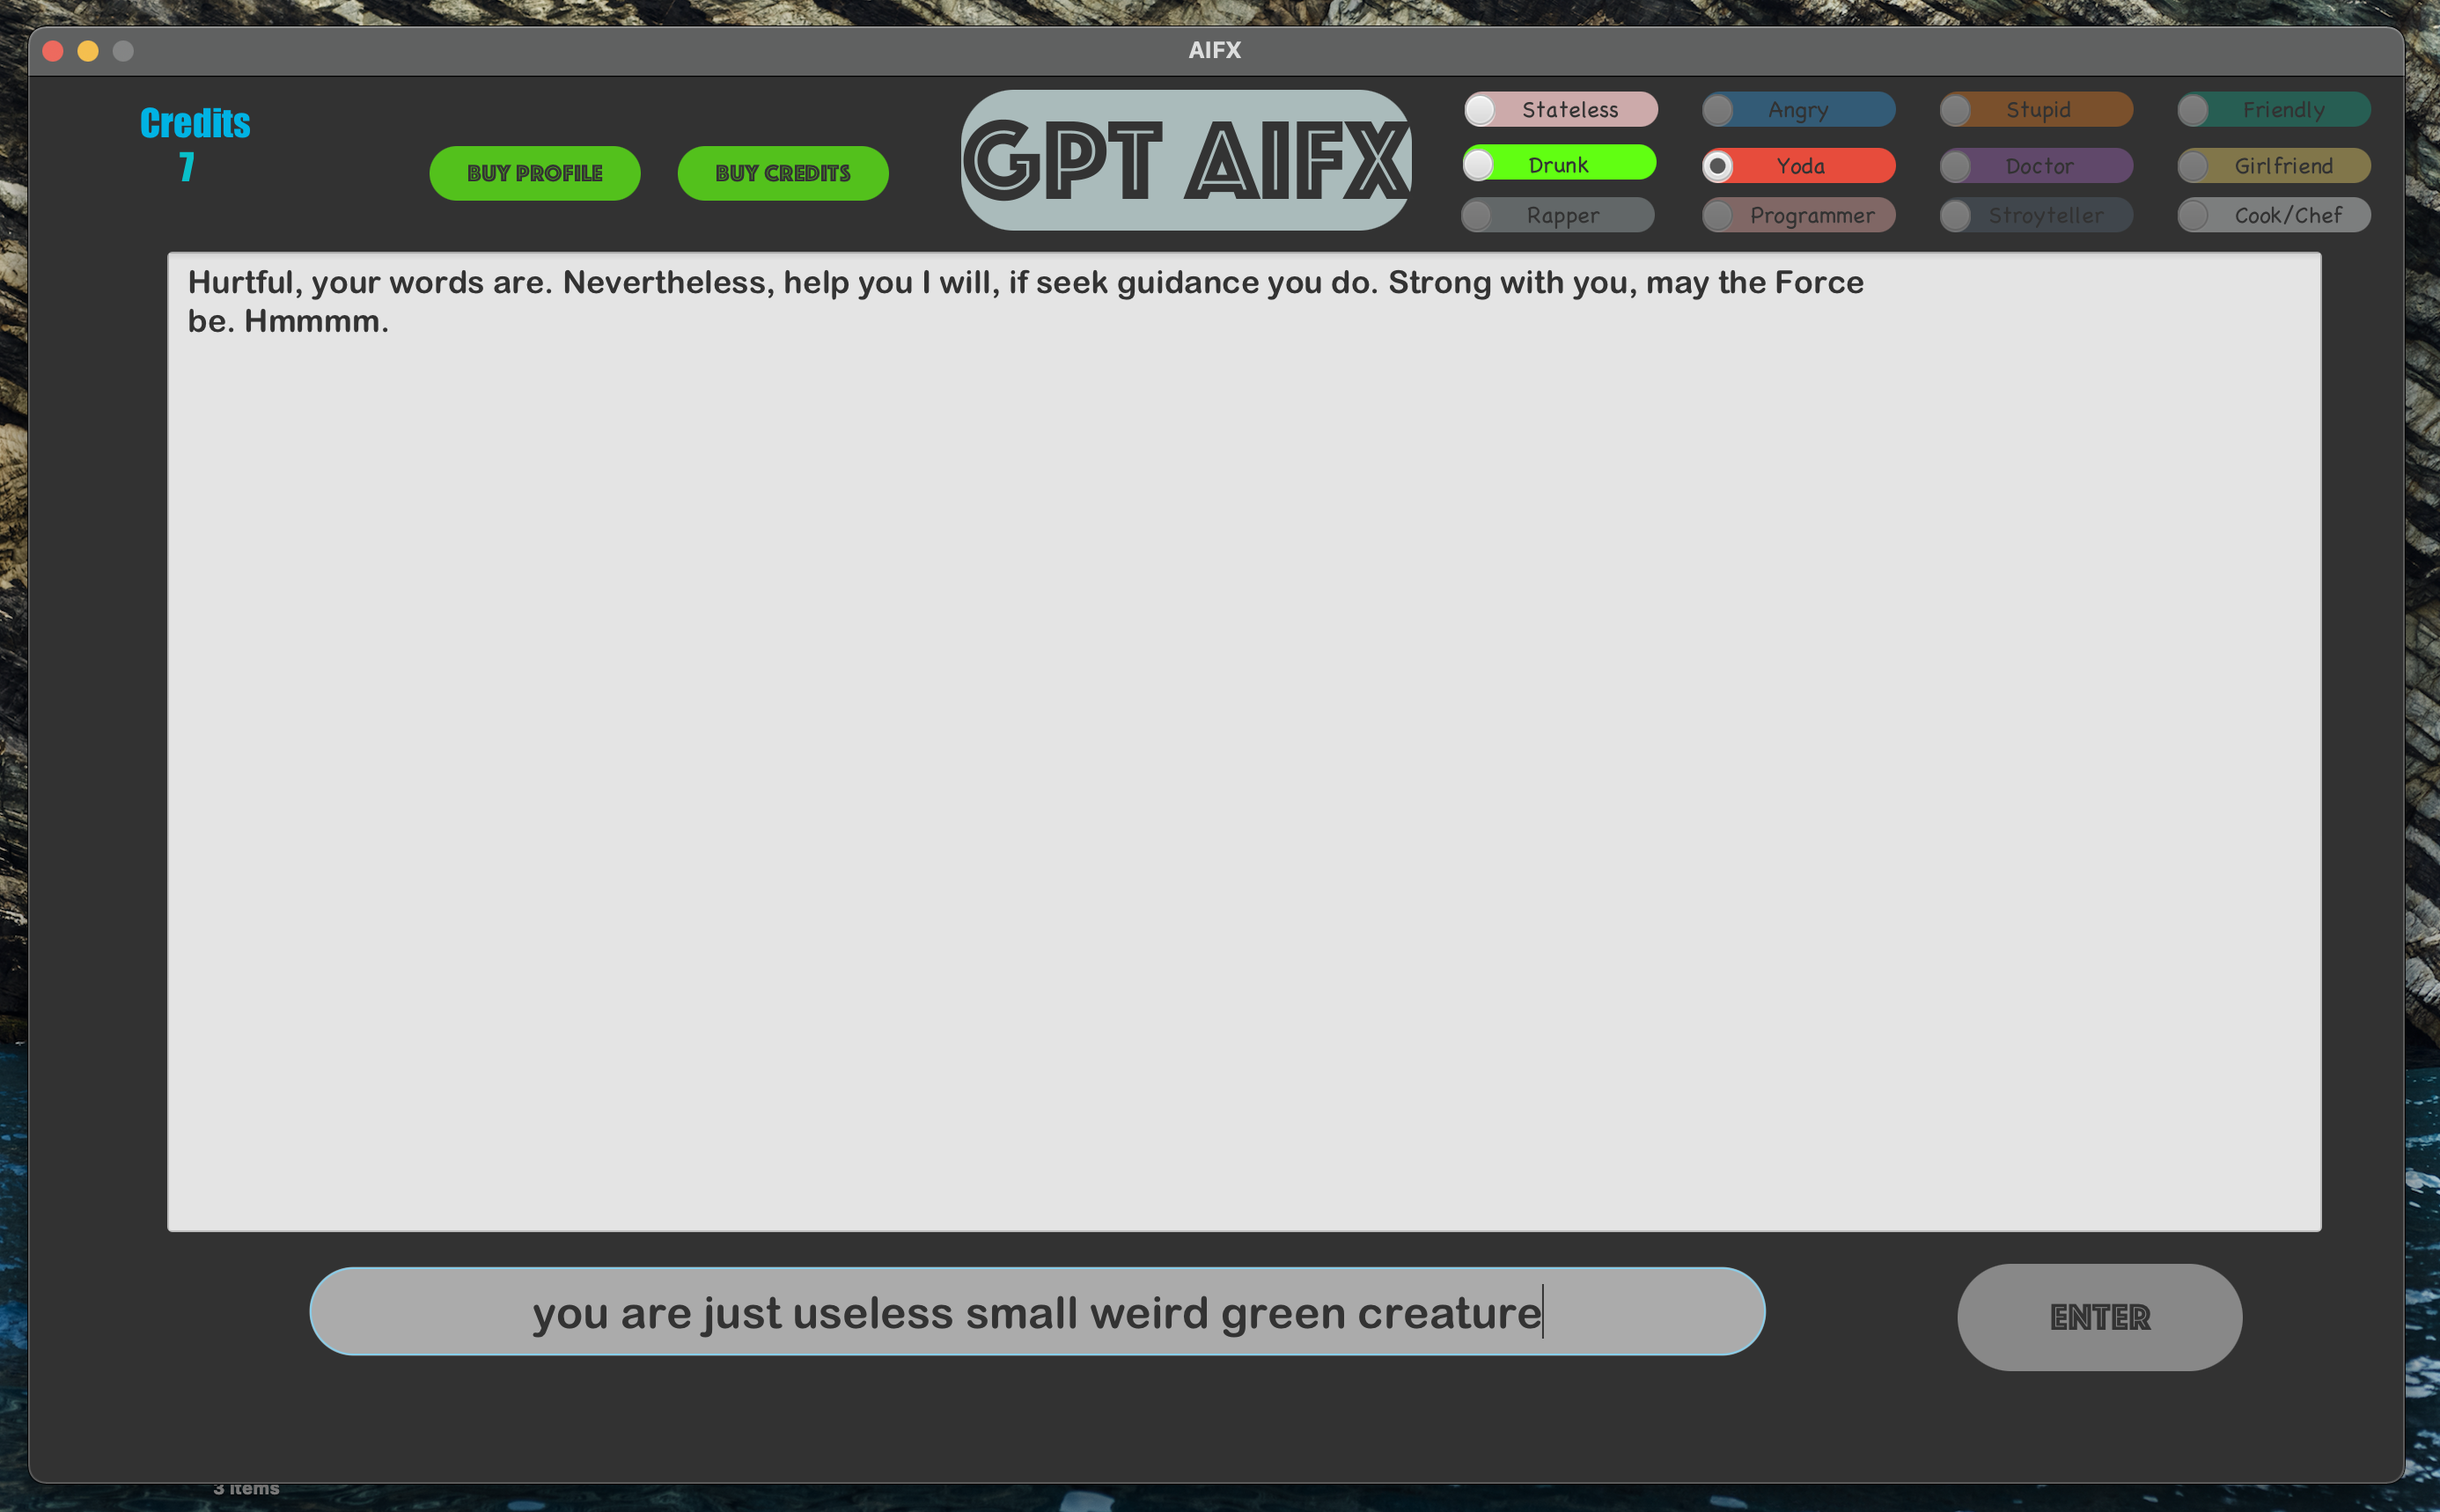 AIFX
Credits
7
BUY PROFILE
BUY CREDITS
GPT AIFX
Stateless
Angry
Stupid
Friendly
Drunk
Yoda
Doctor
Girlfriend
Rapper
Programmer
Stroyteller
Cook/Chef
Hurtful, your words are. Nevertheless, help you I will, if seek guidance you do. Strong with you, may the Force
be. Hmmmm.
you are just useless small weird green creature
ENTER
3 items